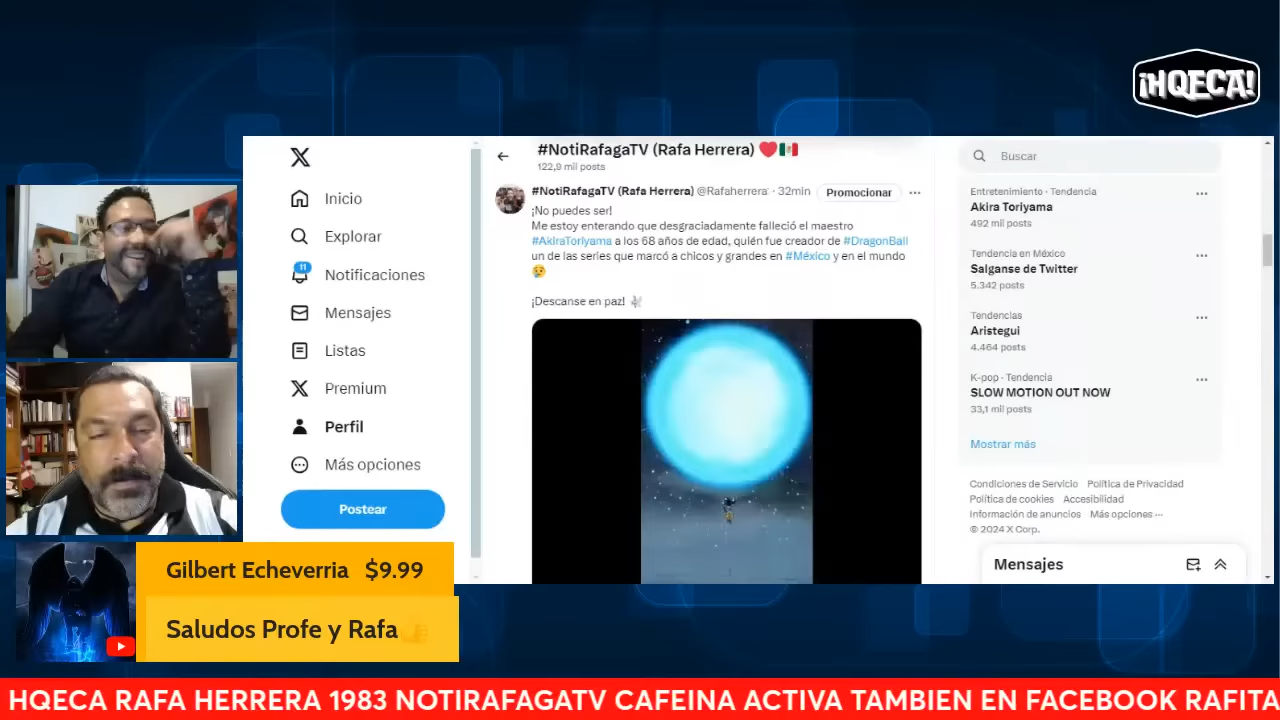 ¡HQECA!
Inicio
Explorar
11
Notificaciones
Mensajes
Listas
Premium
Perfil
Más opciones
Postear
#NotiRafagaTV (Rafa Herrera)
122,9 mil posts
#NotiRafagaTV (Rafa Herrera) @Rafaherrera · 32min
Promocionar
¡No puedes ser!
Me estoy enterando que desgraciadamente falleció el maestro
#AkiraToriyama a los 68 años de edad, quién fue creador de #DragonBall
un de las series que marcó a chicos y grandes en #México y en el mundo
¡Descanse en paz!
Buscar
Entretenimiento · Tendencia
Akira Toriyama
492 mil posts
Tendencia en México
Salganse de Twitter
5.342 posts
Tendencias
Aristegui
4.464 posts
K-pop · Tendencia
SLOW MOTION OUT NOW
33,1 mil posts
Mostrar más
Condiciones de Servicio Política de Privacidad
Política de cookies Accesibilidad
Información de anuncios Más opciones ···
© 2024 X Corp.
Mensajes
Gilbert Echeverria $9.99
Saludos Profe y Rafa
HQECA RAFA HERRERA 1983 NOTIRAFAGATV CAFEINA ACTIVA TAMBIEN EN FACEBOOK RAFITA